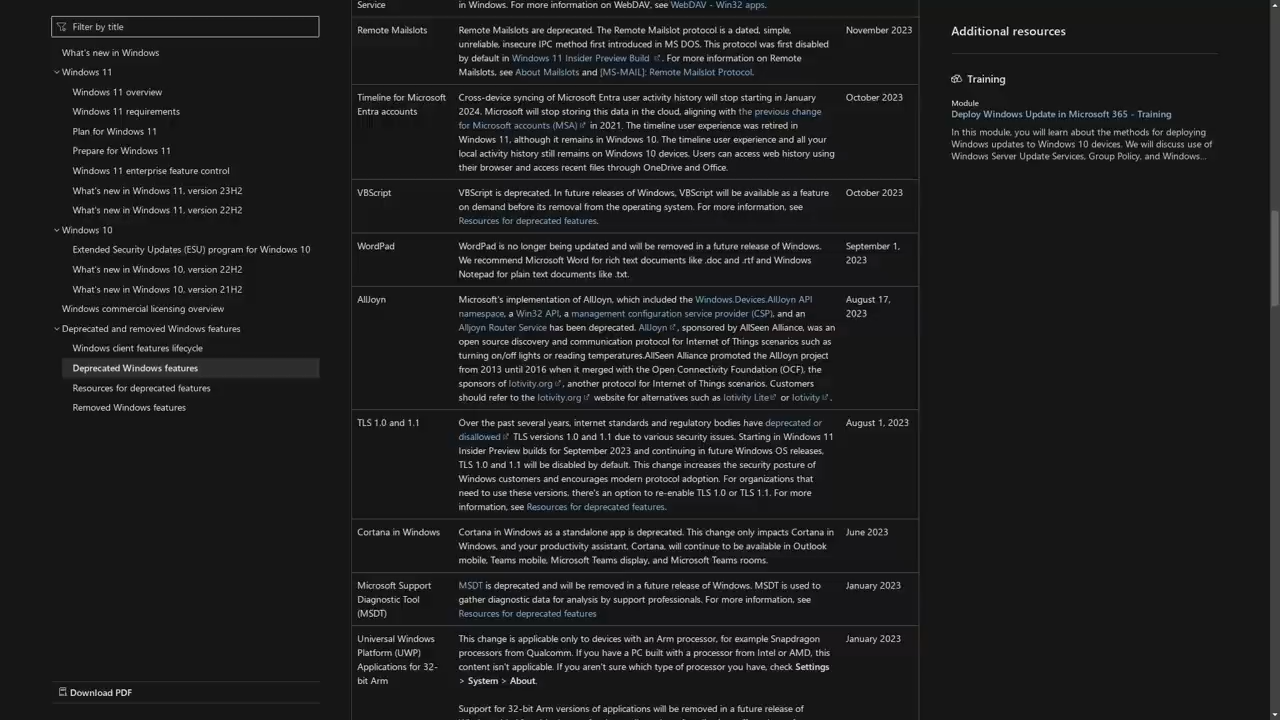 Filter by title
What's new in Windows
Windows 11
Windows 11 overview
Windows 11 requirements
Plan for Windows 11
Prepare for Windows 11
Windows 11 enterprise feature control
What's new in Windows 11, version 23H2
What's new in Windows 11, version 22H2
Windows 10
Extended Security Updates (ESU) program for Windows 10
What's new in Windows 10, version 22H2
What's new in Windows 10, version 21H2
Windows commercial licensing overview
Deprecated and removed Windows features
Windows client features lifecycle
Deprecated Windows features
Resources for deprecated features
Removed Windows features
Download PDF
Service
in Windows. For more information on WebDAV, see WebDAV - Win32 apps.
Remote Mailslots
Remote Mailslots are deprecated. The Remote Mailslot protocol is a dated, simple,
unreliable, insecure IPC method first introduced in MS DOS. This protocol was first disabled
by default in Windows 11 Insider Preview Build . For more information on Remote
Mailslots, see About Mailslots and [MS-MAIL]: Remote Mailslot Protocol.
November 2023
Timeline for Microsoft
Entra accounts
Cross-device syncing of Microsoft Entra user activity history will stop starting in January
2024. Microsoft will stop storing this data in the cloud, aligning with the previous change
for Microsoft accounts (MSA) in 2021. The timeline user experience was retired in
Windows 11, although it remains in Windows 10. The timeline user experience and all your
local activity history still remains on Windows 10 devices. Users can access web history using
their browser and access recent files through OneDrive and Office.
October 2023
VBScript
VBScript is deprecated. In future releases of Windows, VBScript will be available as a feature
on demand before its removal from the operating system. For more information, see
Resources for deprecated features.
October 2023
WordPad
WordPad is no longer being updated and will be removed in a future release of Windows.
We recommend Microsoft Word for rich text documents like .doc and .rtf and Windows
Notepad for plain text documents like .txt.
September 1,
2023
AllJoyn
Microsoft's implementation of AllJoyn, which included the Windows.Devices.AllJoyn API
namespace, a Win32 API, a management configuration service provider (CSP), and an
Alljoyn Router Service has been deprecated. AllJoyn , sponsored by AllSeen Alliance, was an
open source discovery and communication protocol for Internet of Things scenarios such as
turning on/off lights or reading temperatures.AllSeen Alliance promoted the AllJoyn project
from 2013 until 2016 when it merged with the Open Connectivity Foundation (OCF), the
sponsors of Iotivity.org , another protocol for Internet of Things scenarios. Customers
should refer to the Iotivity.org website for alternatives such as Iotivity Lite or Iotivity .
August 17,
2023
TLS 1.0 and 1.1
Over the past several years, internet standards and regulatory bodies have deprecated or
disallowed TLS versions 1.0 and 1.1 due to various security issues. Starting in Windows 11
Insider Preview builds for September 2023 and continuing in future Windows OS releases,
TLS 1.0 and 1.1 will be disabled by default. This change increases the security posture of
Windows customers and encourages modern protocol adoption. For organizations that
need to use these versions, there's an option to re-enable TLS 1.0 or TLS 1.1. For more
information, see Resources for deprecated features.
August 1, 2023
Cortana in Windows
Cortana in Windows as a standalone app is deprecated. This change only impacts Cortana in
Windows, and your productivity assistant, Cortana, will continue to be available in Outlook
mobile, Teams mobile, Microsoft Teams display, and Microsoft Teams rooms.
June 2023
Microsoft Support
Diagnostic Tool
(MSDT)
MSDT is deprecated and will be removed in a future release of Windows. MSDT is used to
gather diagnostic data for analysis by support professionals. For more information, see
Resources for deprecated features
January 2023
Universal Windows
Platform (UWP)
Applications for 32-
bit Arm
This change is applicable only to devices with an Arm processor, for example Snapdragon
processors from Qualcomm. If you have a PC built with a processor from Intel or AMD, this
content isn't applicable. If you aren't sure which type of processor you have, check Settings
> System > About.
Support for 32-bit Arm versions of applications will be removed in a future release of
January 2023
Additional resources
Training
Module
Deploy Windows Update in Microsoft 365 - Training
In this module, you will learn about the methods for deploying
Windows updates to Windows 10 devices. We will discuss use of
Windows Server Update Services, Group Policy, and Windows...